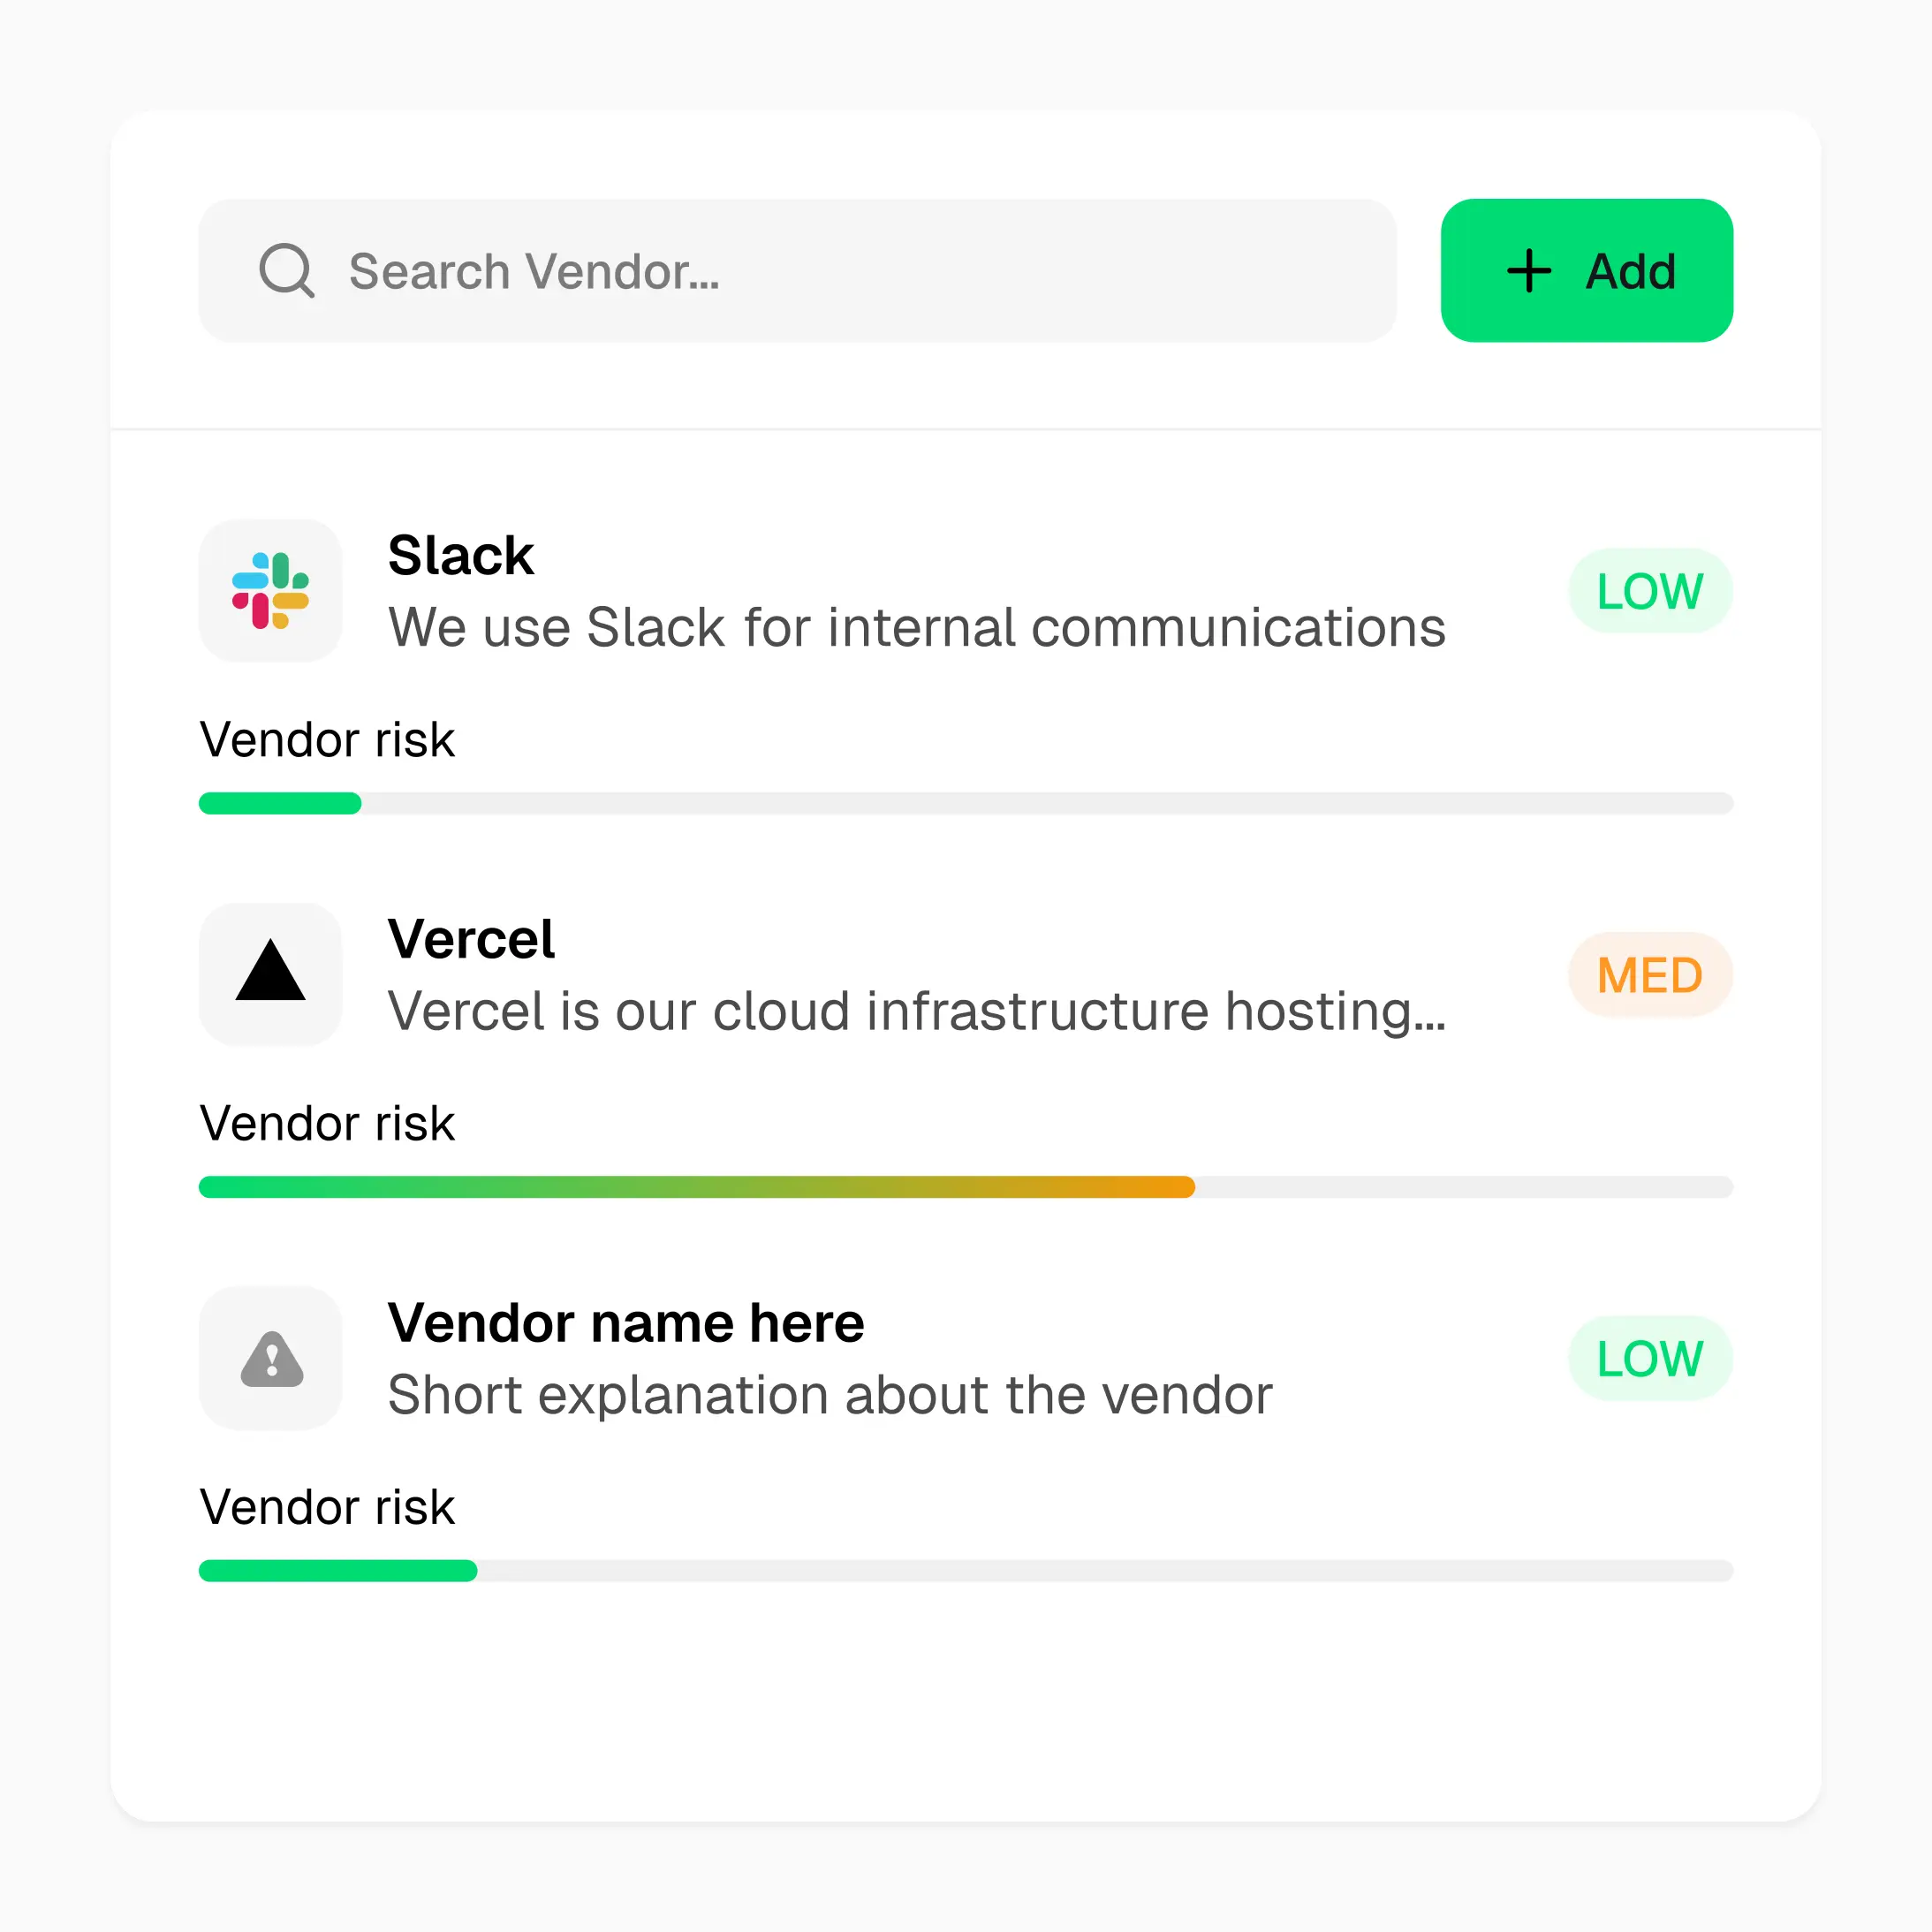 Search Vendor...
Add
Slack
We use Slack for internal communications
LOW
Vendor risk
Vercel
Vercel is our cloud infrastructure hosting...
MED
Vendor risk
Vendor name here
Short explanation about the vendor
LOW
Vendor risk